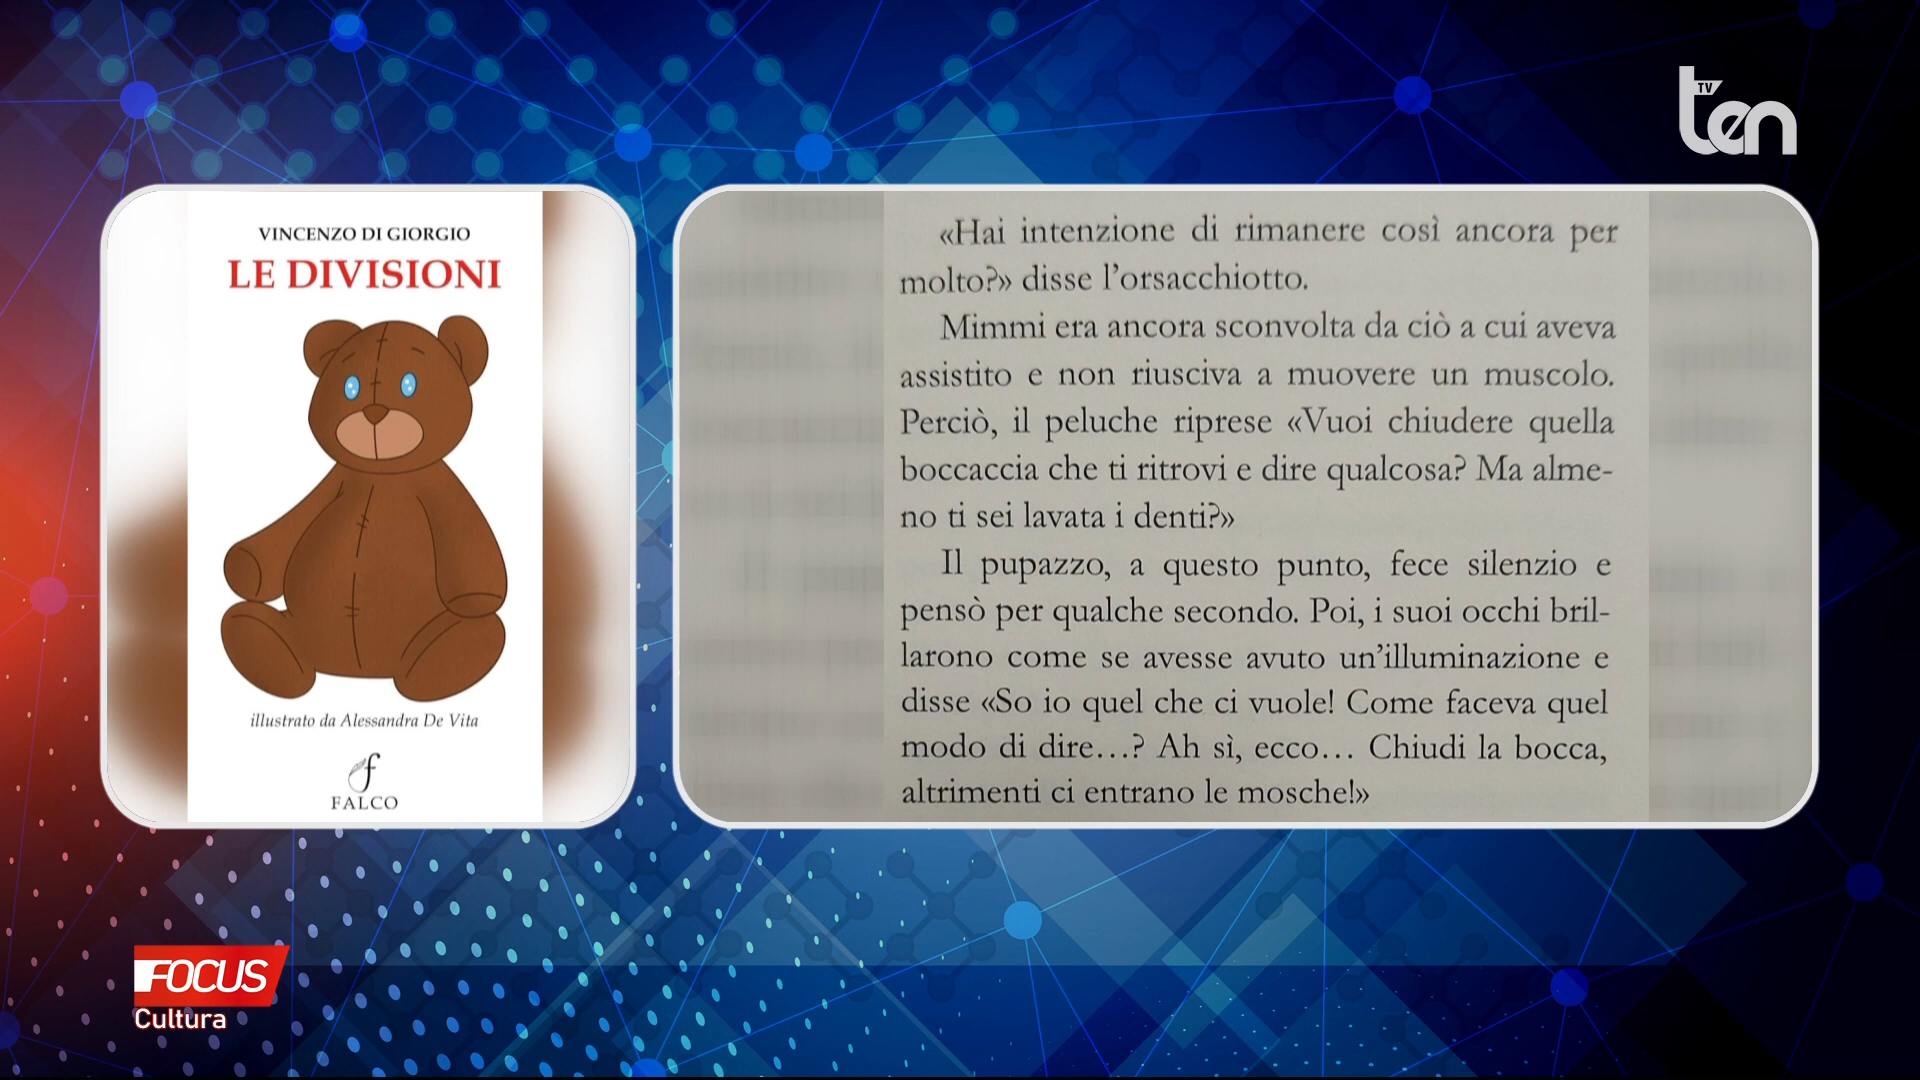 TV
ten
VINCENZO DI GIORGIO
LE DIVISIONI
illustrato da Alessandra De Vita
f
FALCO
«Hai intenzione di rimanere così ancora per
molto?» disse l’orsacchiotto.
Mimmi era ancora sconvolta da ciò a cui aveva
assistito e non riusciva a muovere un muscolo.
Perciò, il peluche riprese «Vuoi chiudere quella
boccaccia che ti ritrovi e dire qualcosa? Ma alme-
no ti sei lavata i denti?»
Il pupazzo, a questo punto, fece silenzio e
pensò per qualche secondo. Poi, i suoi occhi bril-
larono come se avesse avuto un’illuminazione e
disse «So io quel che ci vuole! Come faceva quel
modo di dire…? Ah sì, ecco… Chiudi la bocca,
altrimenti ci entrano le mosche!»
FOCUS
Cultura